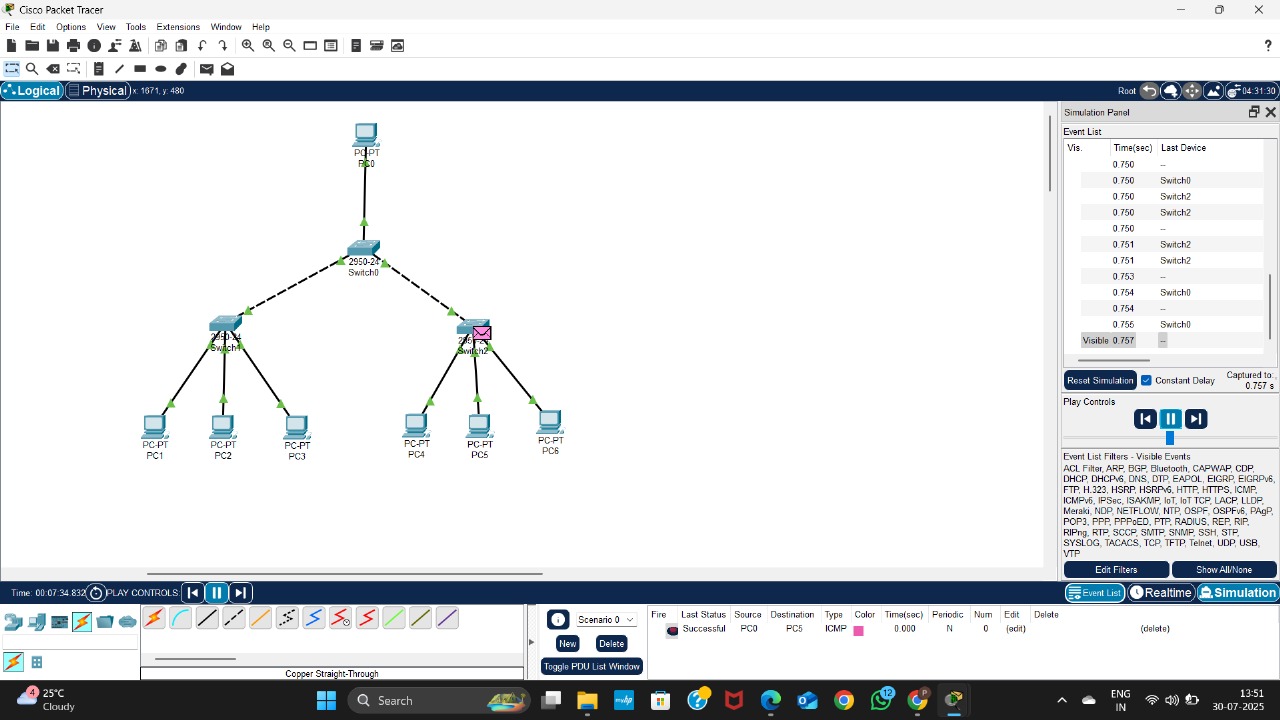 Cisco Packet Tracer
File Edit Options View Tools Extensions Window Help
Logical Physical x: 1671, y: 480 Root 04:31:30
PC-PT
PC0
2950-24
Switch0
2950-24
Switch1
Switch2
PC-PT
PC1
PC-PT
PC2
PC-PT
PC3
PC-PT
PC4
PC-PT
PC5
PC-PT
PC6
Simulation Panel
Event List
Vis. Time(sec) Last Device
0.750 --
0.750 Switch0
0.750 Switch2
0.750 Switch2
0.750 --
0.751 Switch2
0.751 Switch2
0.753 --
0.754 Switch0
0.754 --
0.755 Switch0
Visible 0.757 --
Reset Simulation Constant Delay Captured to:
0.757 s
Play Controls
Event List Filters - Visible Events
ACL Filter, ARP, BGP, Bluetooth, CAPWAP, CDP,
DHCP, DHCPv6, DNS, DTP, EAPOL, EIGRP, EIGRPv6,
FTP, H.323, HSRP, HSRPv6, HTTP, HTTPS, ICMP,
ICMPv6, IPSec, ISAKMP, IoT, IoT TCP, LACP, LLDP,
Meraki, NDP, NETFLOW, NTP, OSPF, OSPFv6, PAgP,
POP3, PPP, PPPoED, PTP, RADIUS, REP, RIP,
RIPng, RTP, SCCP, SMTP, SNMP, SSH, STP,
SYSLOG, TACACS, TCP, TFTP, Telnet, UDP, USB,
VTP
Edit Filters Show All/None
Time: 00:07:34.832 PLAY CONTROLS: Event List Realtime Simulation
Copper Straight-Through
Scenario 0
New Delete
Toggle PDU List Window
Fire Last Status Source Destination Type Color Time(sec) Periodic Num Edit Delete
Successful PC0 PC5 ICMP 0.000 N 0 (edit) (delete)
4 25°C
Cloudy
Search
12
P
ENG
IN
13:51
30-07-2025